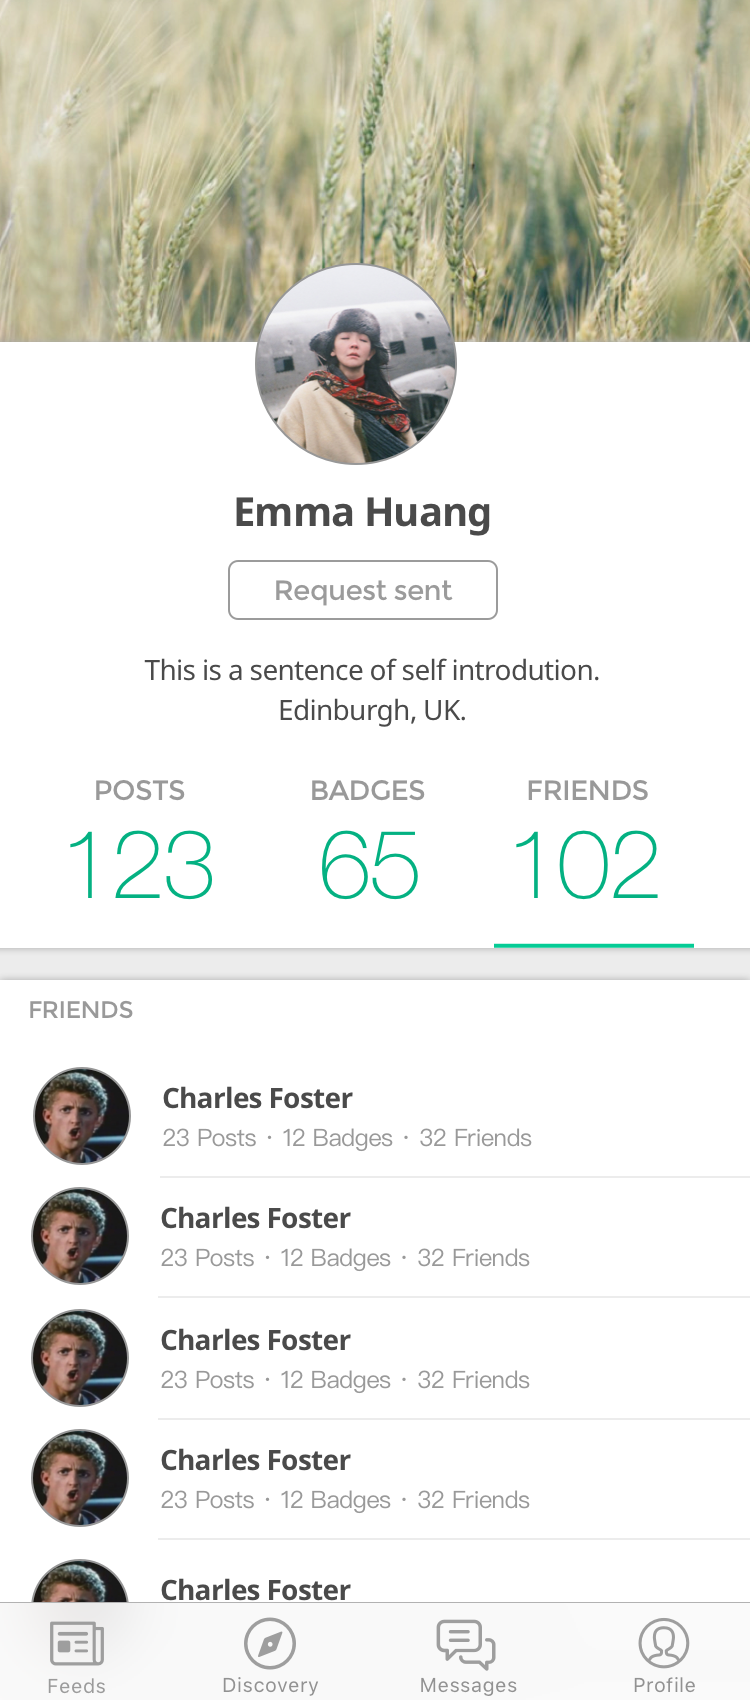 Emma Huang
Request sent
This is a sentence of self introdution.
Edinburgh, UK.
POSTS BADGES FRIENDS
123 65 102
FRIENDS
Charles Foster
23 Posts · 12 Badges · 32 Friends
Charles Foster
23 Posts · 12 Badges · 32 Friends
Charles Foster
23 Posts · 12 Badges · 32 Friends
Charles Foster
23 Posts · 12 Badges · 32 Friends
Charles Foster
Feeds Discovery Messages Profile